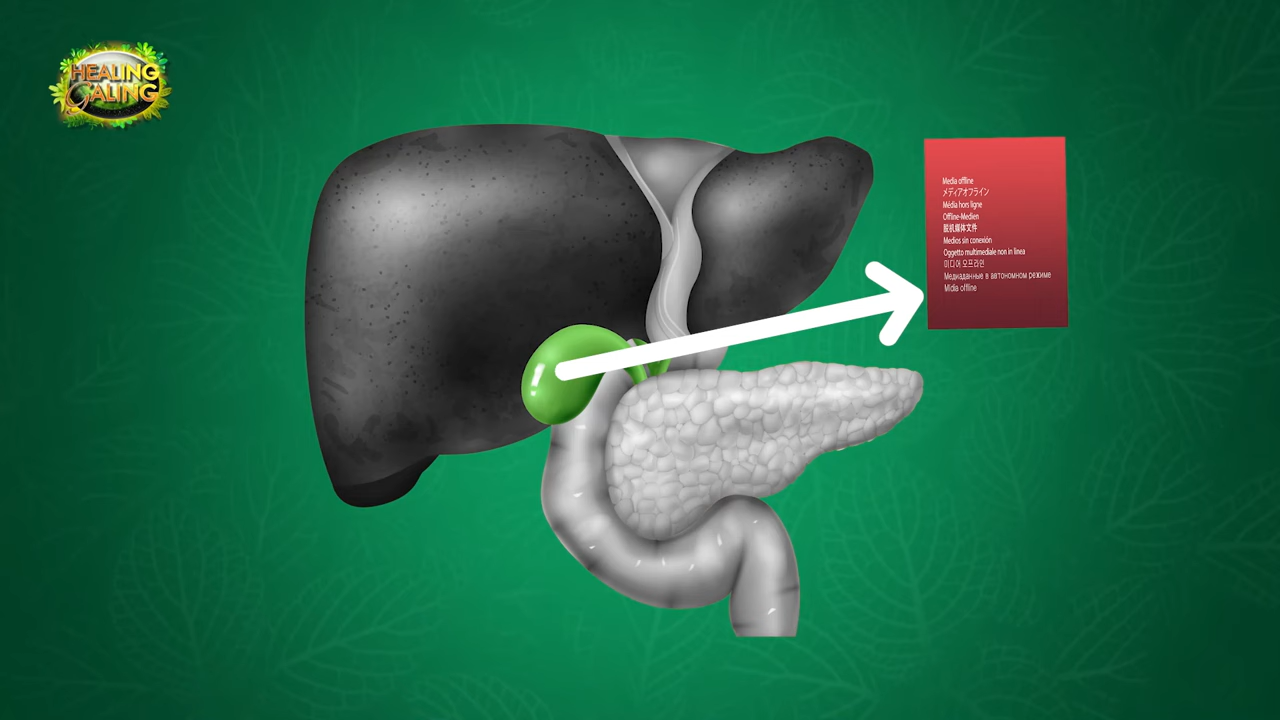 HEALING
GALING
Media offline
メディアオフライン
Média hors ligne
Offline-Medien
脱机媒体文件
Medios sin conexión
Oggetto multimediale non in linea
미디어 오프라인
Медиаданные в автономном режиме
Mídia offline